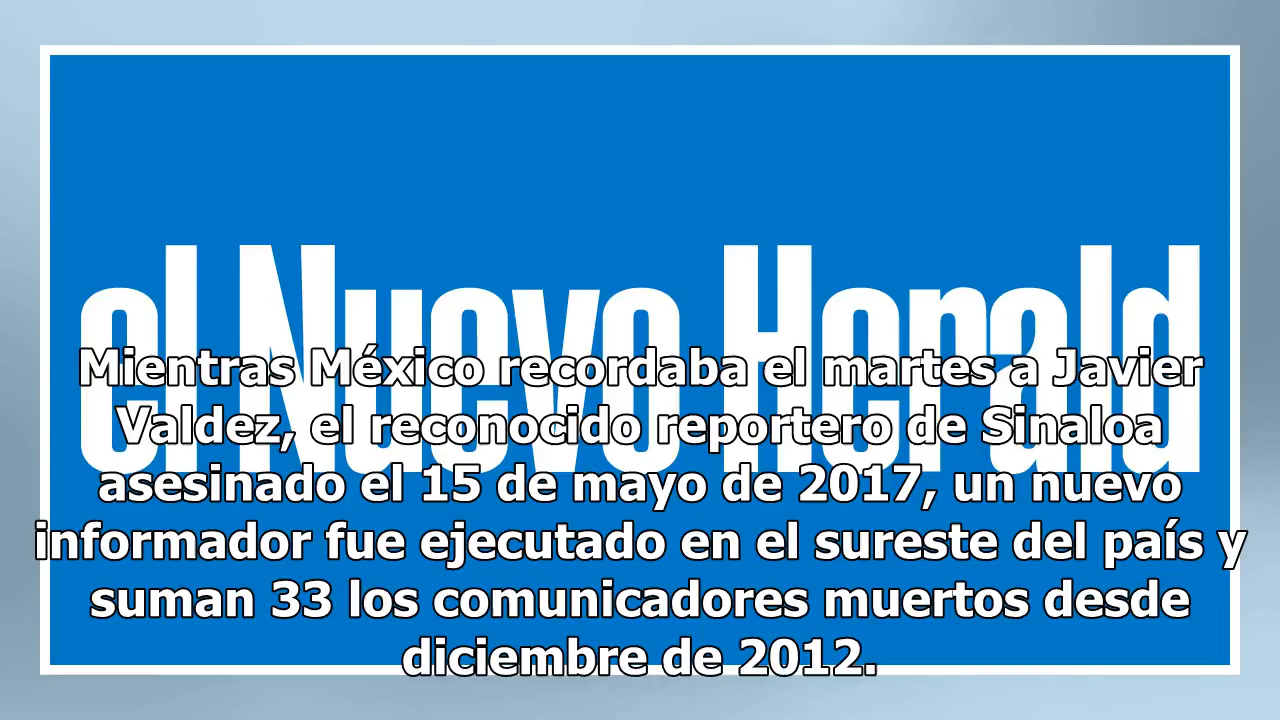 el Nuevo Herald
Mientras México recordaba el martes a Javier
Valdez, el reconocido reportero de Sinaloa
asesinado el 15 de mayo de 2017, un nuevo
informador fue ejecutado en el sureste del país y
suman 33 los comunicadores muertos desde
diciembre de 2012.